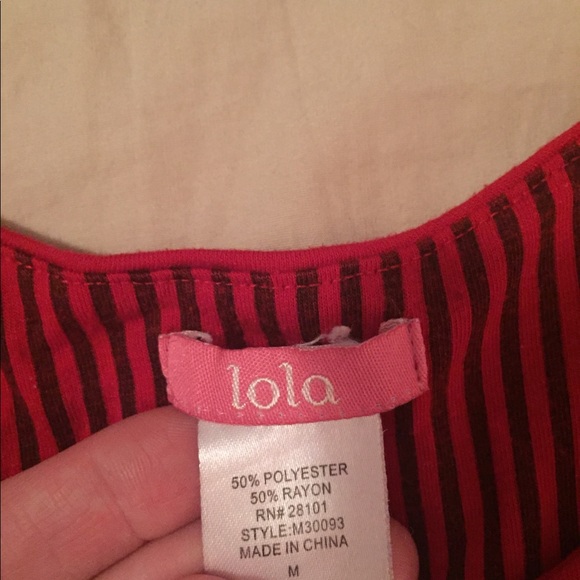 lola
50% POLYESTER
50% RAYON
RN# 28101
STYLE:M30093
MADE IN CHINA
M